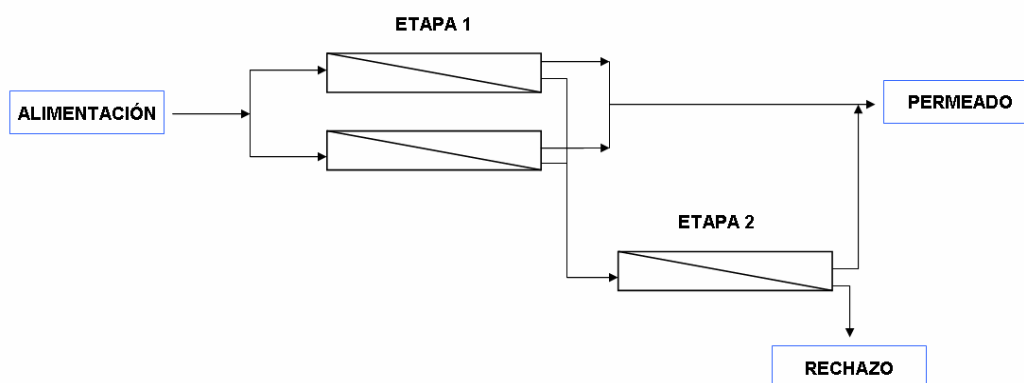 ETAPA 1
ALIMENTACIÓN
PERMEADO
ETAPA 2
RECHAZO